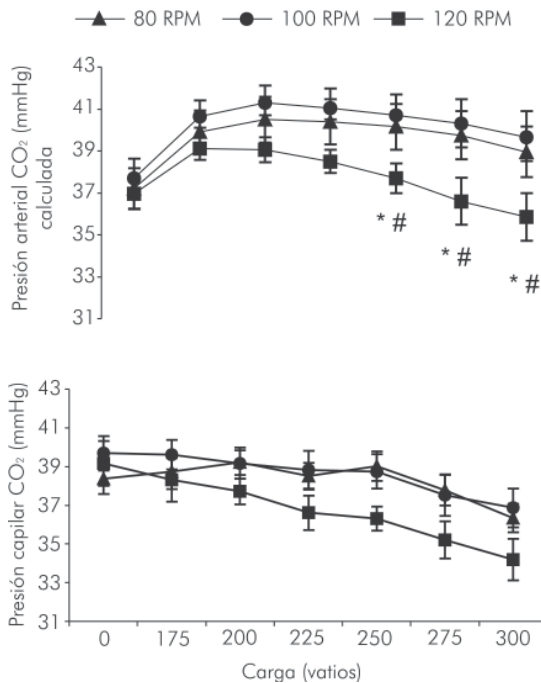 80 RPM 100 RPM 120 RPM
Presión arterial CO₂ (mmHg)
calculada
43
41
39
37
35
33
31
* #
* #
* #
Presión capilar CO₂ (mmHg)
43
41
39
37
35
33
31
0 175 200 225 250 275 300
Carga (vatios)